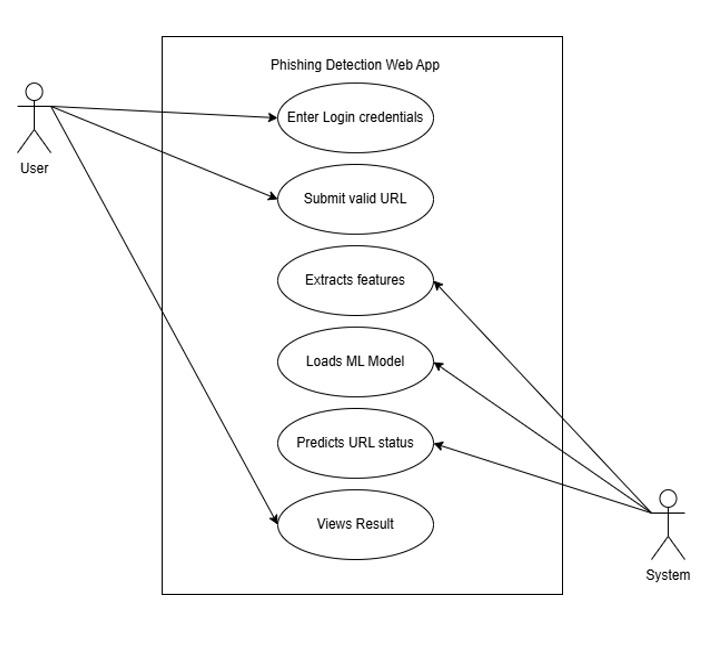 Phishing Detection Web App
Enter Login credentials
User
Submit valid URL
Extracts features
Loads ML Model
Predicts URL status
Views Result
System